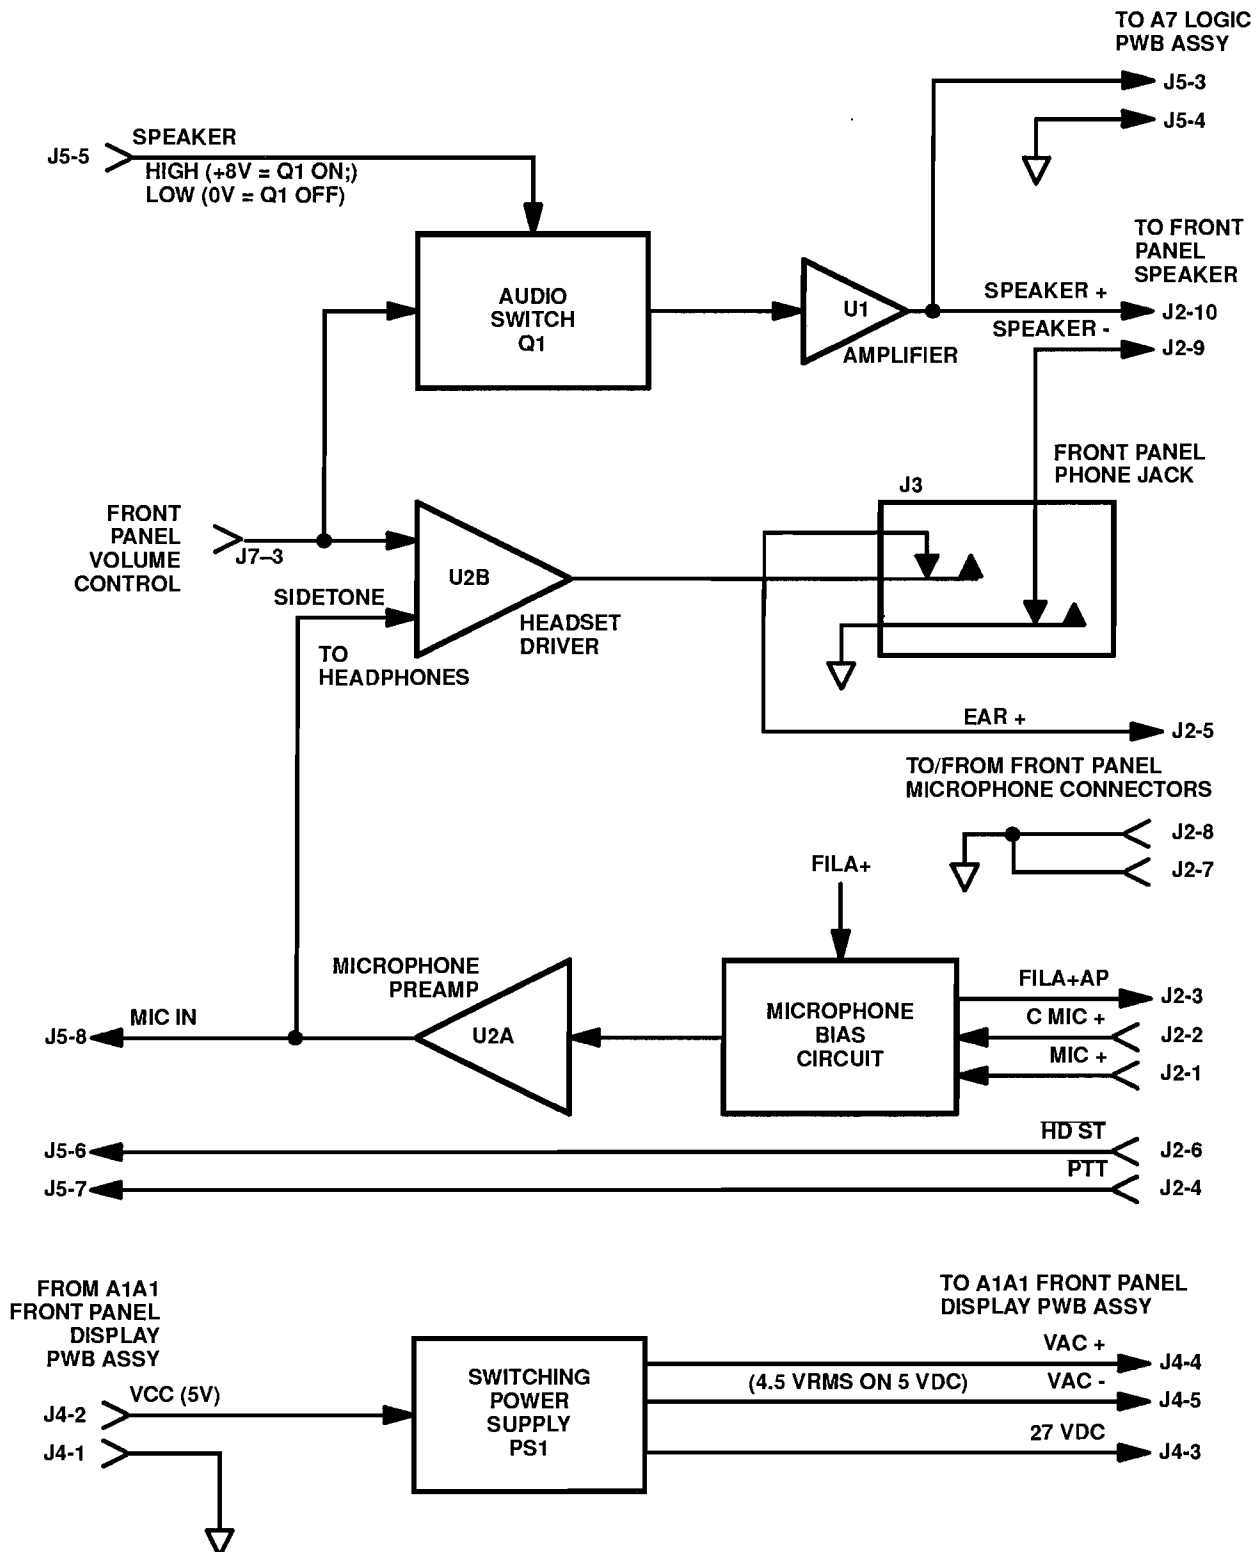 TO A7 LOGIC
PWB ASSY
J5-3
J5-4
J5-5
SPEAKER
HIGH (+8V = Q1 ON;)
LOW (0V = Q1 OFF)
AUDIO
SWITCH
Q1
U1
AMPLIFIER
TO FRONT
PANEL
SPEAKER
SPEAKER +
J2-10
SPEAKER -
J2-9
FRONT PANEL
PHONE JACK
J3
FRONT
PANEL
VOLUME
CONTROL
J7–3
U2B
SIDETONE
HEADSET
DRIVER
TO
HEADPHONES
EAR +
J2-5
TO/FROM FRONT PANEL
MICROPHONE CONNECTORS
J2-8
J2-7
FILA+
MICROPHONE
PREAMP
U2A
MICROPHONE
BIAS
CIRCUIT
FILA+AP
J2-3
C MIC +
J2-2
MIC +
J2-1
J5-8
MIC IN
J5-6
HD ST
J2-6
J5-7
PTT
J2-4
FROM A1A1
FRONT PANEL
DISPLAY
PWB ASSY
TO A1A1 FRONT PANEL
DISPLAY PWB ASSY
J4-2
VCC (5V)
J4-1
SWITCHING
POWER
SUPPLY
PS1
VAC +
J4-4
(4.5 VRMS ON 5 VDC)
VAC -
J4-5
27 VDC
J4-3